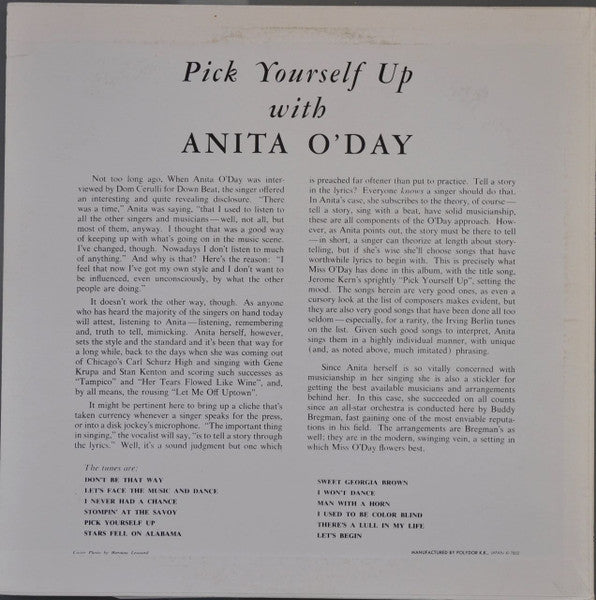 Pick Yourself Up
with
ANITA O'DAY
Not too long ago, When Anita O'Day was inter-
viewed by Dom Cerulli for Down Beat, the singer offered
an interesting and quite revealing disclosure. "There
was a time," Anita was saying, "that I used to listen to
all the other singers and musicians—well, not all, but
most of them, anyway. I thought that was a good way
of keeping up with what's going on in the music scene.
I've changed, though. Nowadays I don't listen to much
of anything." And why is that? Here's the reason: "I
feel that now I've got my own style and I don't want to
be influenced, even unconsciously, by what the other
people are doing."
It doesn't work the other way, though. As anyone
who has heard the majority of the singers on hand today
will attest, listening to Anita—listening, remembering
and, truth to tell, mimicking. Anita herself, however,
sets the style and the standard and it's been that way for
a long while, back to the days when she was coming out
of Chicago's Carl Schurz High and singing with Gene
Krupa and Stan Kenton and scoring such successes as
"Tampico" and "Her Tears Flowed Like Wine", and,
by all means, the rousing "Let Me Off Uptown".
It might be pertinent here to bring up a cliche that's
taken currency whenever a singer speaks for the press,
or into a disk jockey's microphone. "The important thing
in singing," the vocalist will say, "is to tell a story through
the lyrics." Well, it's a sound judgment but one which
is preached far oftener than put to practice. Tell a story
in the lyrics? Everyone knows a singer should do that.
In Anita's case, she subscribes to the theory, of course—
tell a story, sing with a beat, have solid musicianship,
these are all components of the O'Day approach. How-
ever, as Anita points out, the story must be there to tell
—in short, a singer can theorize at length about story-
telling, but if she's wise she'll choose songs that have
worthwhile lyrics to begin with. This is precisely what
Miss O'Day has done in this album, with the title song,
Jerome Kern's sprightly "Pick Yourself Up", setting the
mood. The songs herein are very good ones, as even a
cursory look at the list of composers makes evident, but
they are also very good songs that have been done all too
seldom—especially, for a rarity, the Irving Berlin tunes
on the list. Given such good songs to interpret, Anita
sings them in a highly individual manner, with unique
(and, as noted above, much imitated) phrasing.
Since Anita herself is so vitally concerned with
musicianship in her singing she is also a stickler for
getting the best available musicians and arrangements
behind her. In this case, she succeeded on all counts
since an all-star orchestra is conducted here by Buddy
Bregman, fast gaining one of the most enviable reputa-
tions in his field. The arrangements are Bregman's as
well; they are in the modern, swinging vein, a setting in
which Miss O'Day flowers best.
The tunes are:
DON'T BE THAT WAY
LET'S FACE THE MUSIC AND DANCE
I NEVER HAD A CHANCE
STOMPIN' AT THE SAVOY
PICK YOURSELF UP
STARS FELL ON ALABAMA
SWEET GEORGIA BROWN
I WON'T DANCE
MAN WITH A HORN
I USED TO BE COLOR BLIND
THERE'S A LULL IN MY LIFE
LET'S BEGIN
Cover Photo by Herman Leonard
MANUFACTURED BY POLYDOR K.K., JAPAN